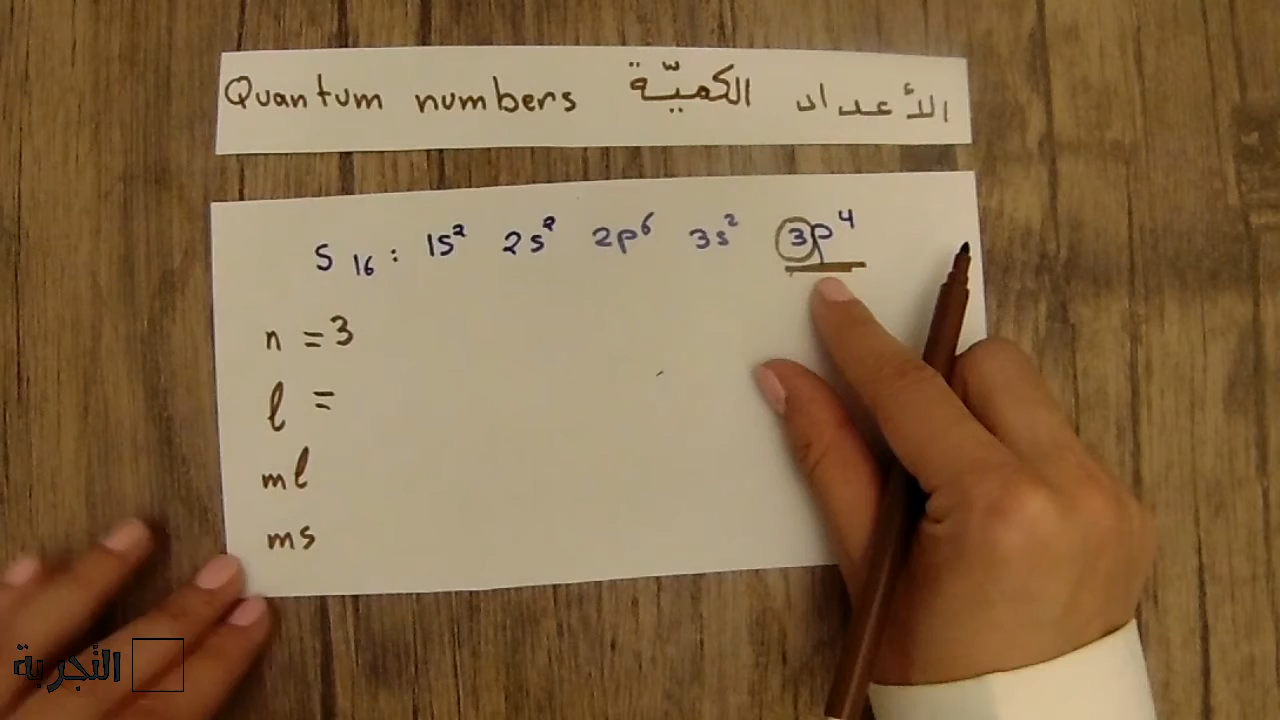 Quantum numbers الأعداد الكميّة
S 16 : 1s² 2s² 2p⁶ 3s² 3p⁴
n = 3
l =
ml
ms
التجربة